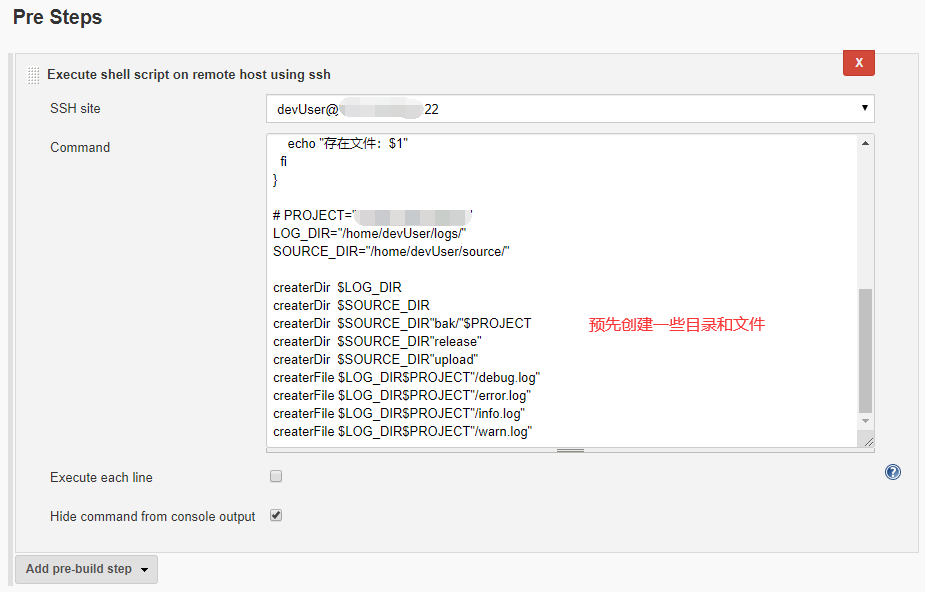 Pre Steps
Execute shell script on remote host using ssh
X
SSH site
devUser@ 22
Command
echo "存在文件：$1"
fi
}
# PROJECT="
LOG_DIR="/home/devUser/logs/"
SOURCE_DIR="/home/devUser/source/"
createrDir  $LOG_DIR
createrDir  $SOURCE_DIR
createrDir  $SOURCE_DIR"bak/"$PROJECT
createrDir  $SOURCE_DIR"release"
createrDir  $SOURCE_DIR"upload"
createrFile $LOG_DIR$PROJECT"/debug.log"
createrFile $LOG_DIR$PROJECT"/error.log"
createrFile $LOG_DIR$PROJECT"/info.log"
createrFile $LOG_DIR$PROJECT"/warn.log"
预先创建一些目录和文件
Execute each line
?
Hide command from console output
Add pre-build step